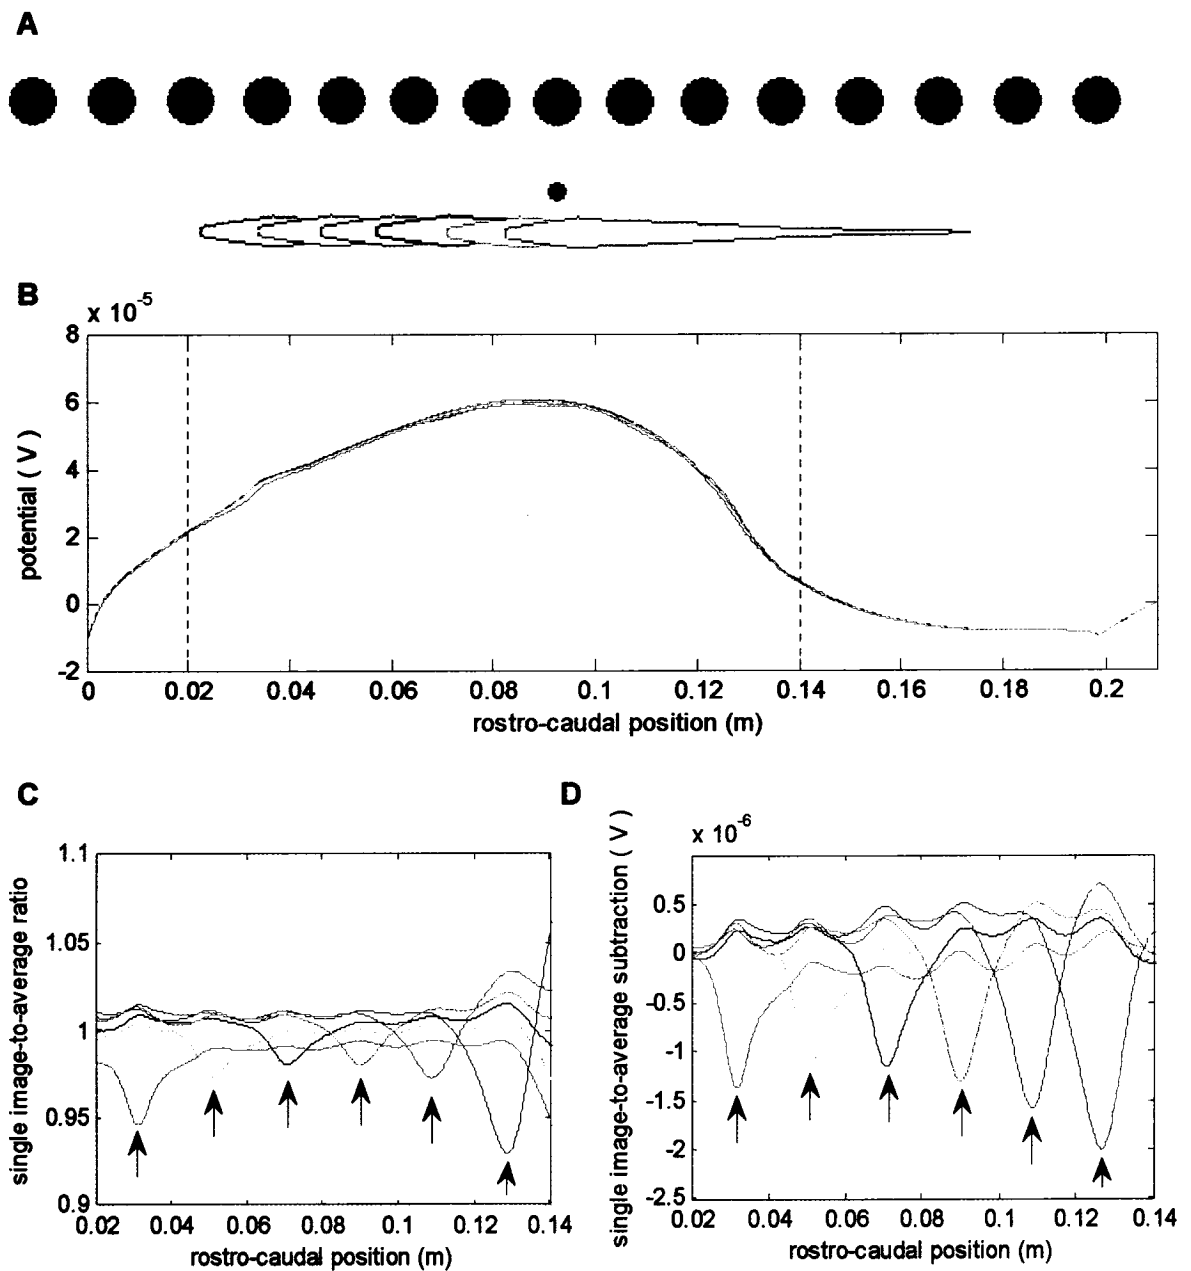 A
B
x 10-5
8
6
4
2
0
-2
potential ( V )
0 0.02 0.04 0.06 0.08 0.1 0.12 0.14 0.16 0.18 0.2
rostro-caudal position (m)
C
1.1
1.05
1
0.95
0.9
single image-to-average ratio
0.02 0.04 0.06 0.08 0.1 0.12 0.14
rostro-caudal position (m)
D
x 10-6
0.5
0
-0.5
-1
-1.5
-2
-2.5
single image-to-average subtraction ( V )
0.02 0.04 0.06 0.08 0.1 0.12 0.14
rostro-caudal position (m)